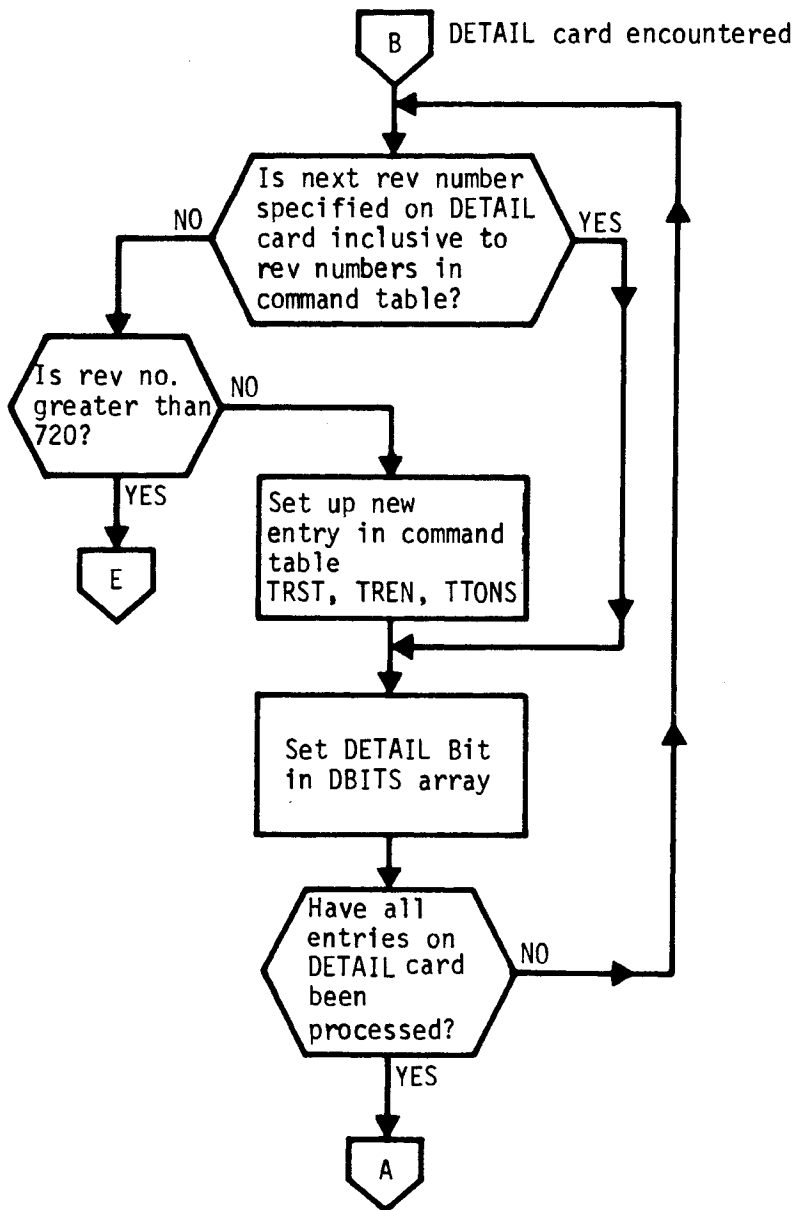 B
DETAIL card encountered
Is next rev number
specified on DETAIL
card inclusive to
rev numbers in
command table?
NO
YES
Is rev no.
greater than
720?
NO
YES
E
Set up new
entry in command
table
TRST, TREN, TTONS
Set DETAIL Bit
in DBITS array
Have all
entries on
DETAIL card
been
processed?
NO
YES
A